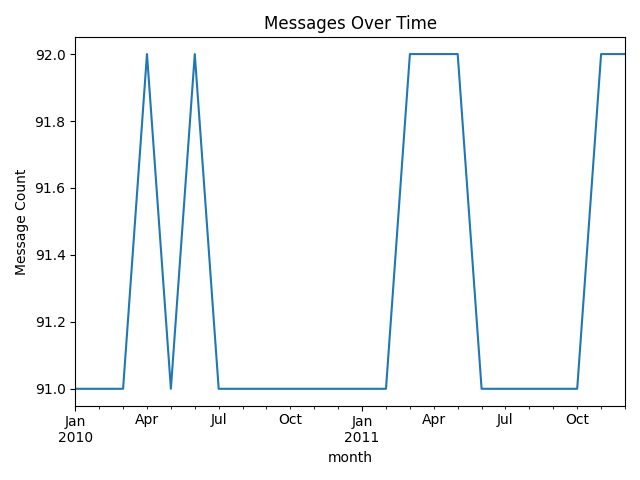 Messages Over Time
Message Count
92.0
91.8
91.6
91.4
91.2
91.0
Jan Apr Jul Oct Jan Apr Jul Oct
2010 2011
month